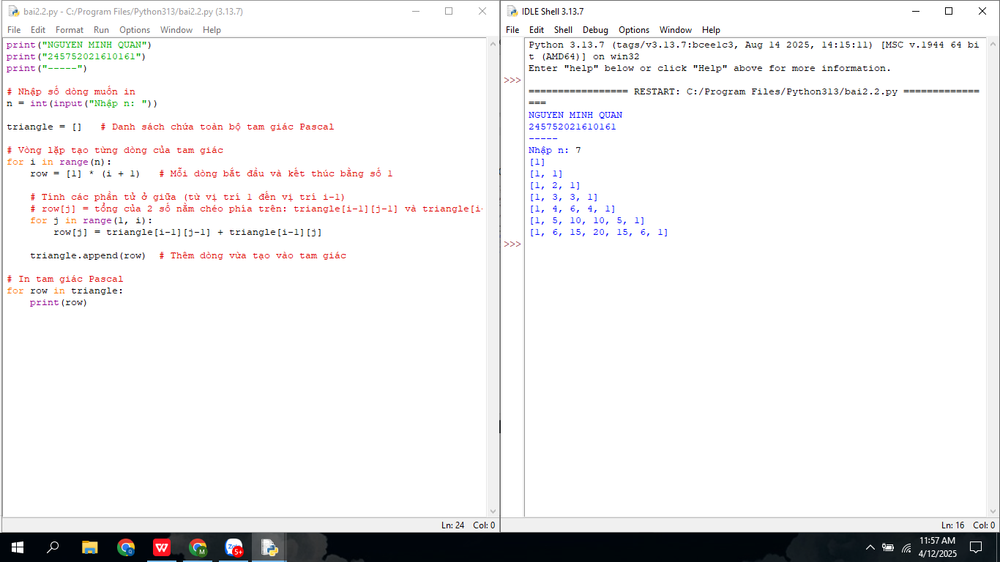 bai2.2.py - C:/Program Files/Python313/bai2.2.py (3.13.7)
File Edit Format Run Options Window Help
print("NGUYEN MINH QUAN")
print("245752021610161")
print("-----")
# Nhập số dòng muốn in
n = int(input("Nhập n: "))
triangle = []   # Danh sách chứa toàn bộ tam giác Pascal
# Vòng lặp tạo từng dòng của tam giác
for i in range(n):
    row = [1] * (i + 1)   # Mỗi dòng bắt đầu và kết thúc bằng số 1
    # Tính các phần tử ở giữa (từ vị trí 1 đến vị trí i-1)
    # row[j] = tổng của 2 số nằm chéo phía trên: triangle[i-1][j-1] và triangle[i-
    for j in range(1, i):
        row[j] = triangle[i-1][j-1] + triangle[i-1][j]
    triangle.append(row)  # Thêm dòng vừa tạo vào tam giác
# In tam giác Pascal
for row in triangle:
    print(row)
Ln: 24 Col: 0
IDLE Shell 3.13.7
File Edit Shell Debug Options Window Help
Python 3.13.7 (tags/v3.13.7:bcee1c3, Aug 14 2025, 14:15:11) [MSC v.1944 64 bi
t (AMD64)] on win32
Enter "help" below or click "Help" above for more information.
>>>
================= RESTART: C:/Program Files/Python313/bai2.2.py =============
===
NGUYEN MINH QUAN
245752021610161
-----
Nhập n: 7
[1]
[1, 1]
[1, 2, 1]
[1, 3, 3, 1]
[1, 4, 6, 4, 1]
[1, 5, 10, 10, 5, 1]
[1, 6, 15, 20, 15, 6, 1]
>>>
Ln: 16 Col: 0
5+
11:57 AM
4/12/2025